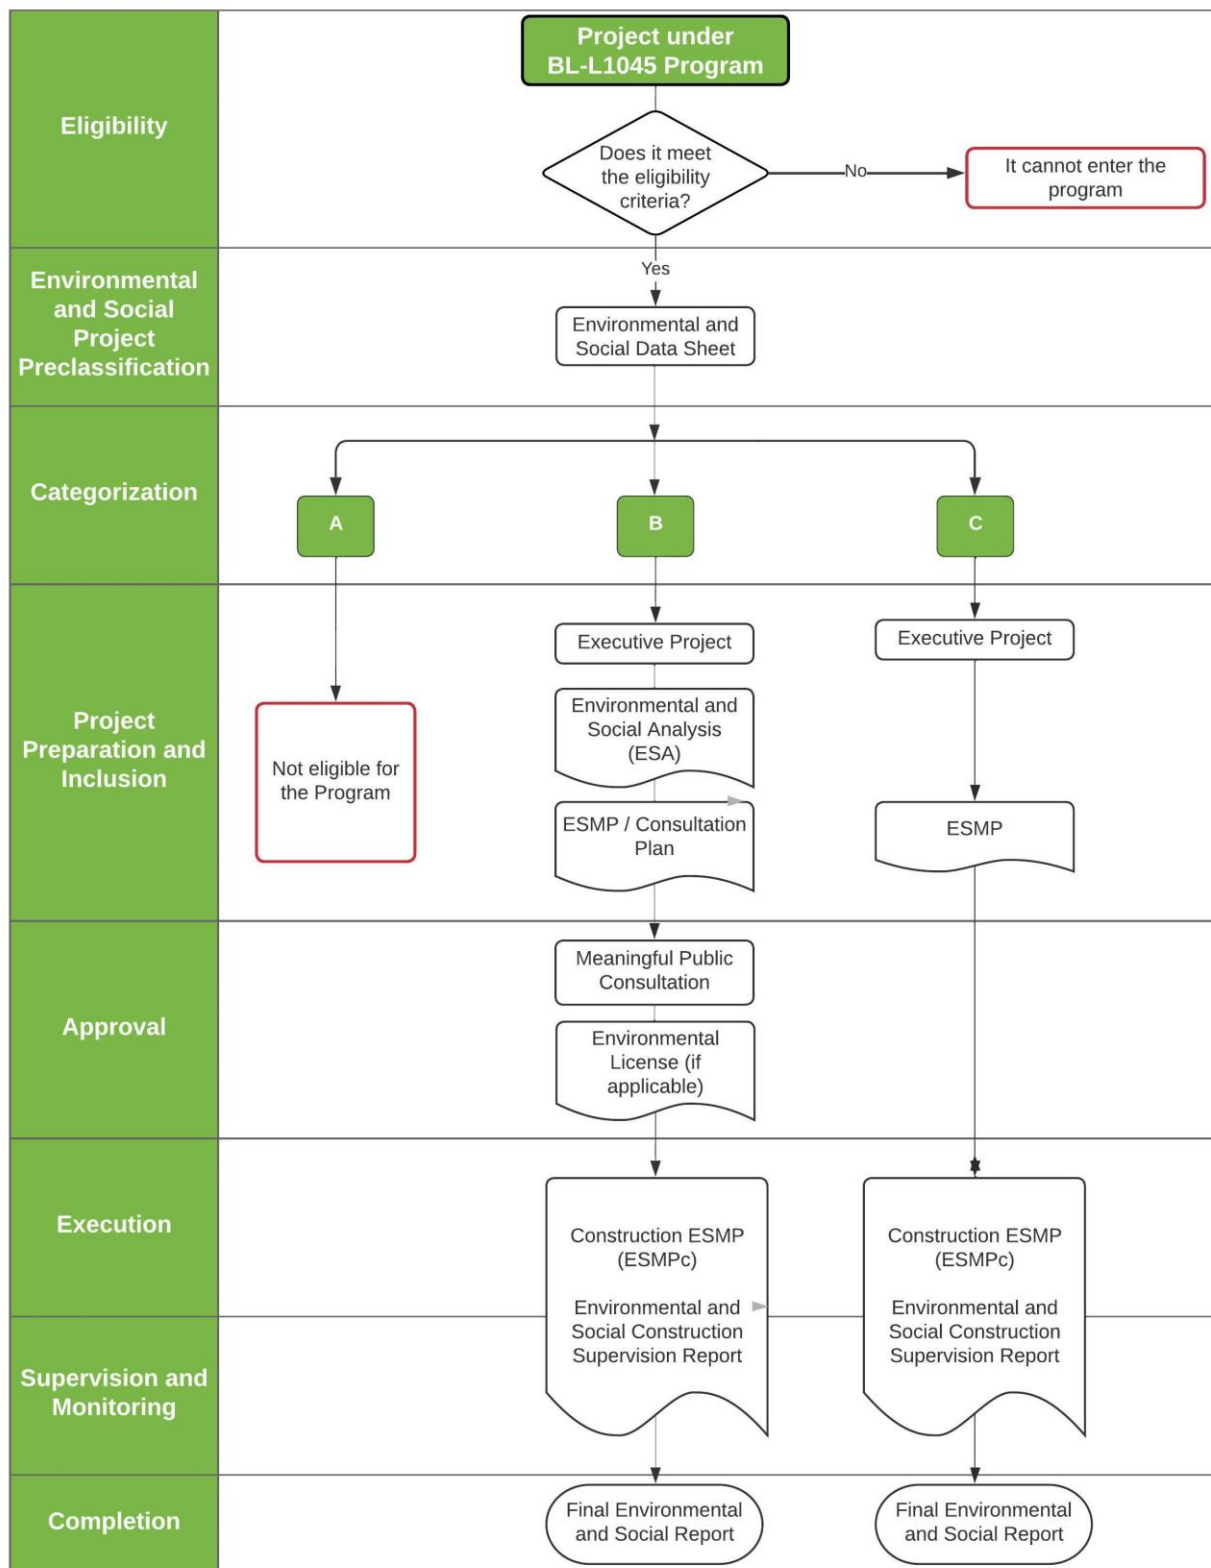 Project under
BL-L1045 Program
Eligibility
Does it meet
the eligibility
criteria?
No
It cannot enter the
program
Yes
Environmental
and Social
Project
Preclassification
Environmental and
Social Data Sheet
Categorization
A
B
C
Project
Preparation and
Inclusion
Not eligible for
the Program
Executive Project
Environmental and
Social Analysis
(ESA)
ESMP / Consultation
Plan
Executive Project
ESMP
Approval
Meaningful Public
Consultation
Environmental
License (if
applicable)
Execution
Construction ESMP
(ESMPc)
Environmental and
Social Construction
Supervision Report
Construction ESMP
(ESMPc)
Environmental and
Social Construction
Supervision Report
Supervision and
Monitoring
Completion
Final Environmental
and Social Report
Final Environmental
and Social Report